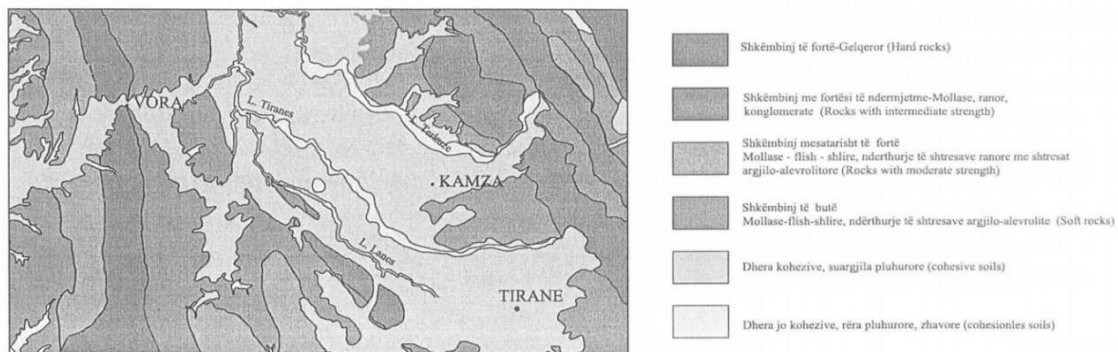 VORA
L. Tiranes
L. Terkuze
KAMZA
L. Lanes
TIRANE
Shkëmbinj të fortë-Gelqeror (Hard rocks)
Shkëmbinj me fortësi të ndermjetme-Mollase, ranor,
konglomerate (Rocks with intermediate strength)
Shkëmbinj mesatarisht të fortë
Mollase - flish - shlire, nderthurje të shtresave ranore me shtresat
argjilo-alevrolitore (Rocks with moderate strength)
Shkëmbinj të butë
Mollase-flish-shlire, ndërthurje të shtresave argjilo-alevrolite (Soft rocks)
Dhera kohezive, suargjila pluhurore (cohesive soils)
Dhera jo kohezive, rëra pluhurore, zhavore (cohesionles soils)